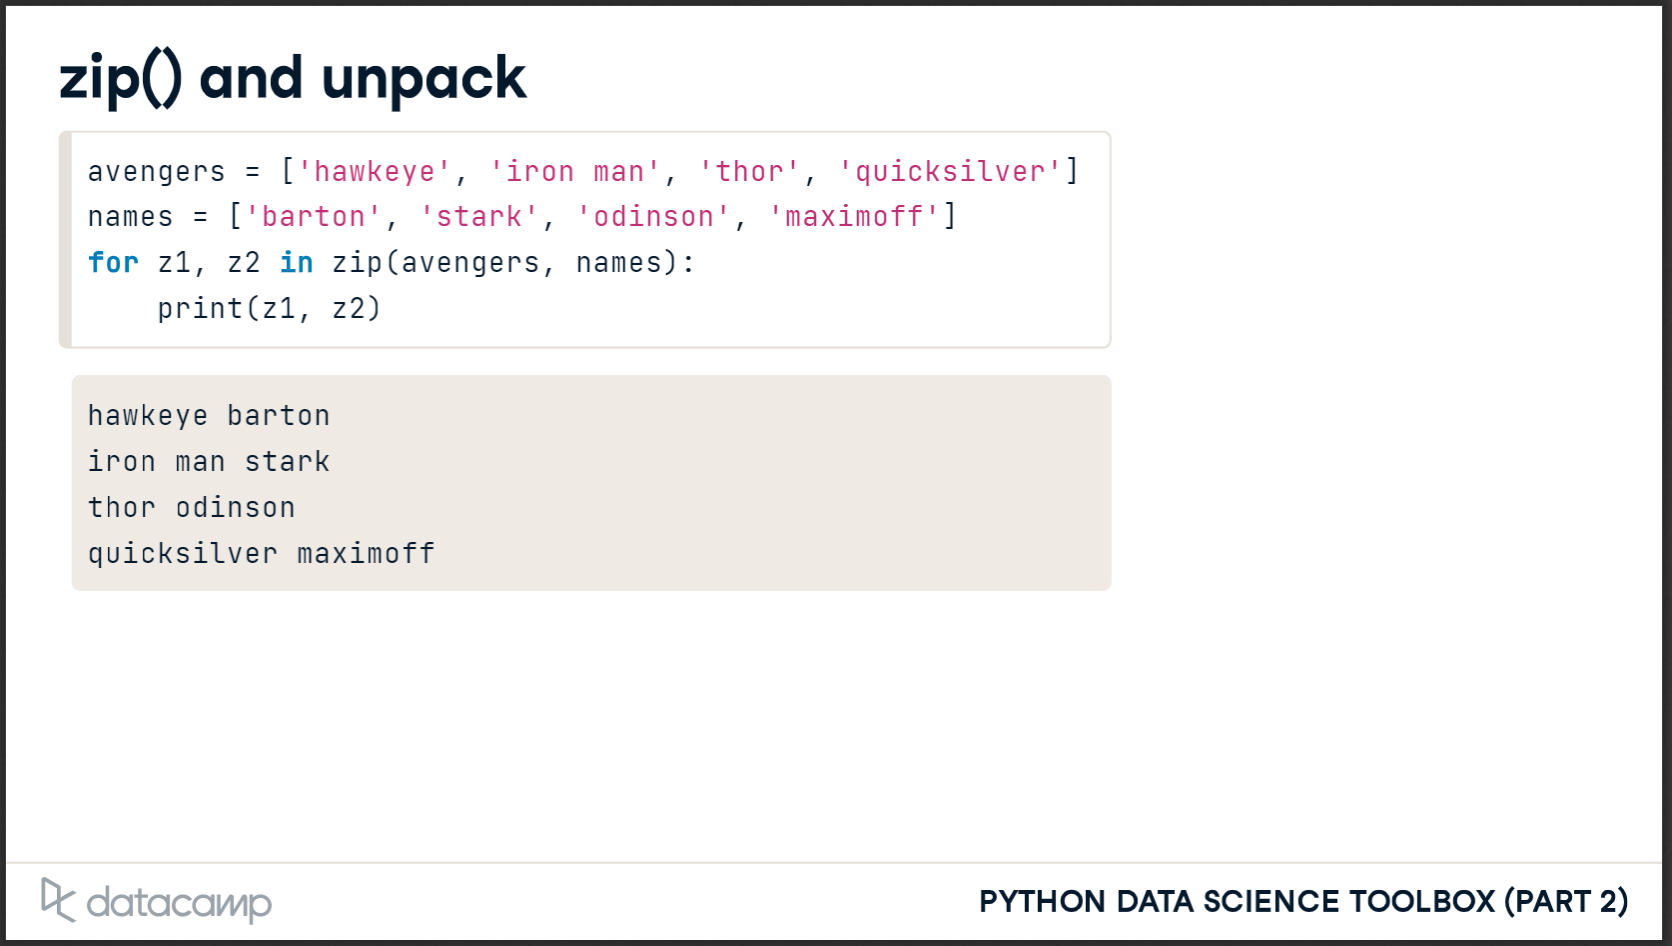 zip() and unpack
avengers = ['hawkeye', 'iron man', 'thor', 'quicksilver']
names = ['barton', 'stark', 'odinson', 'maximoff']
for z1, z2 in zip(avengers, names):
    print(z1, z2)
hawkeye barton
iron man stark
thor odinson
quicksilver maximoff
datacamp
PYTHON DATA SCIENCE TOOLBOX (PART 2)